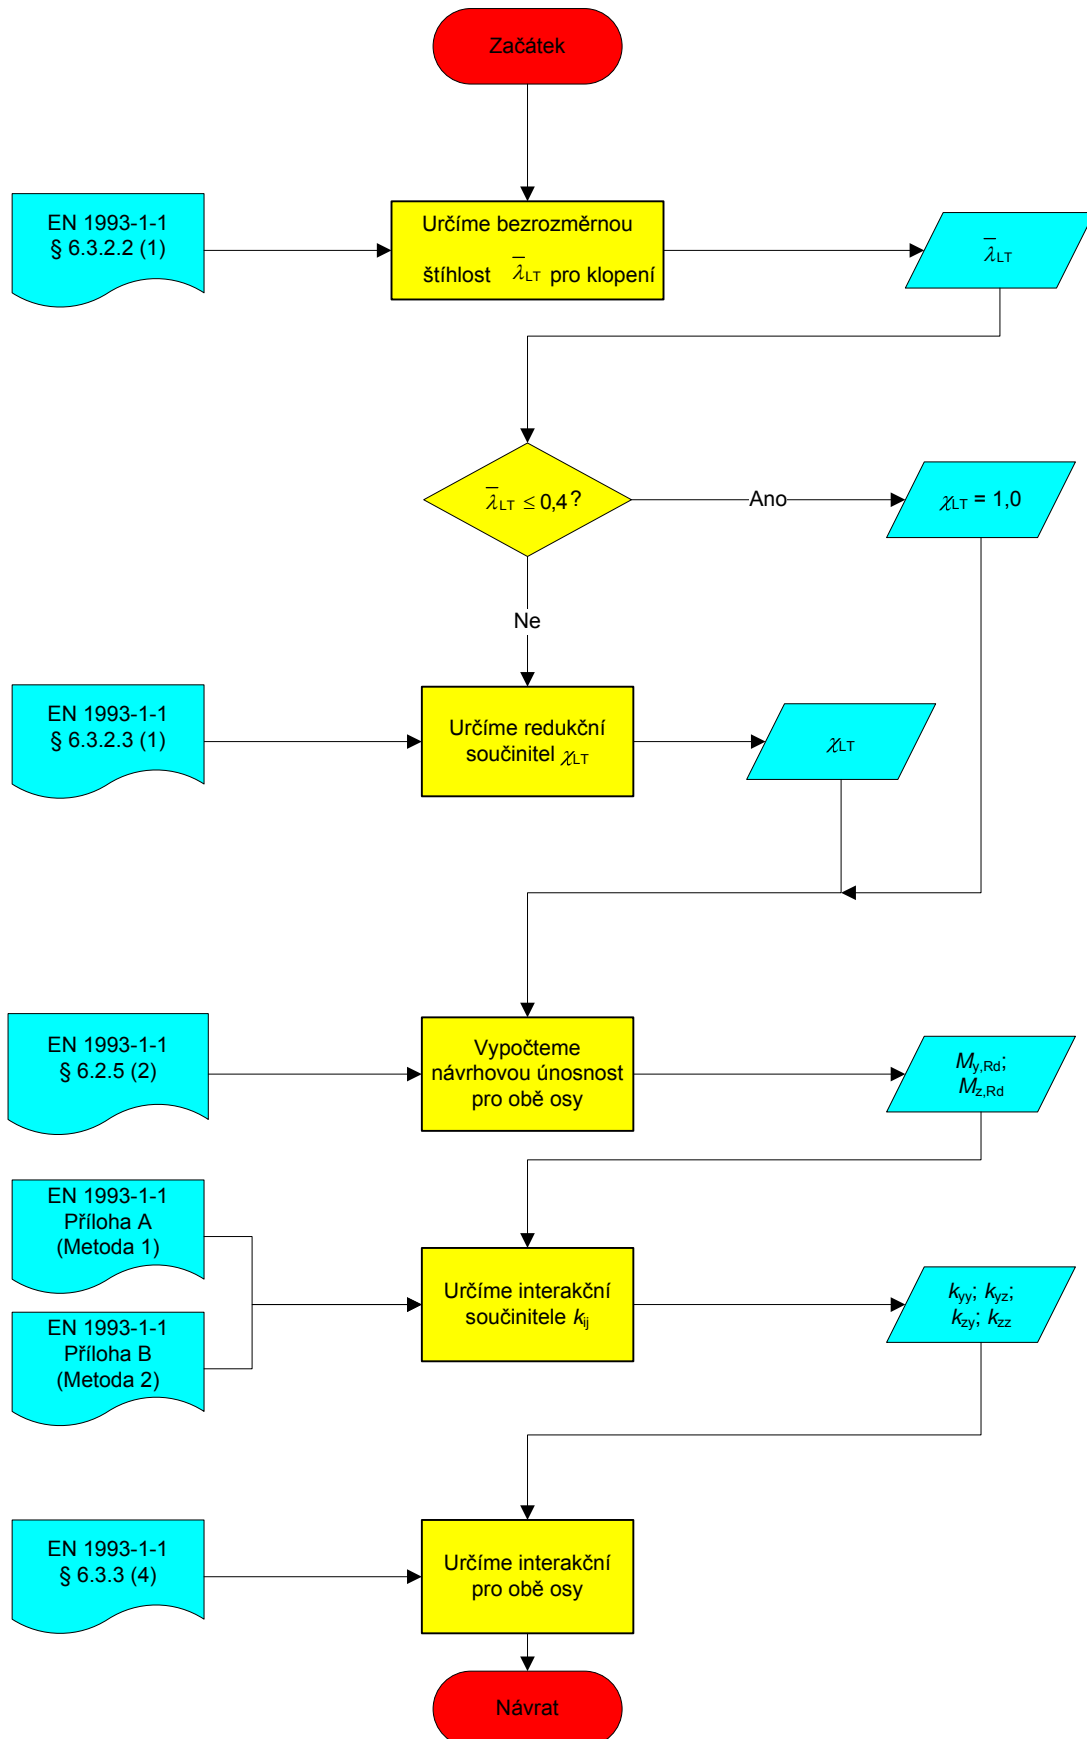 Začátek
EN 1993-1-1
§ 6.3.2.2 (1)
Určíme bezrozměrnou
štíhlost λ̅LT pro klopení
λ̅LT
λ̅LT ≤ 0,4?
Ano
χLT = 1,0
Ne
EN 1993-1-1
§ 6.3.2.3 (1)
Určíme redukční
součinitel χLT
χLT
EN 1993-1-1
§ 6.2.5 (2)
Vypočteme
návrhovou únosnost
pro obě osy
My,Rd;
Mz,Rd
EN 1993-1-1
Příloha A
(Metoda 1)
EN 1993-1-1
Příloha B
(Metoda 2)
Určíme interakční
součinitele kij
kyy; kyz;
kzy; kzz
EN 1993-1-1
§ 6.3.3 (4)
Určíme interakční
pro obě osy
Návrat